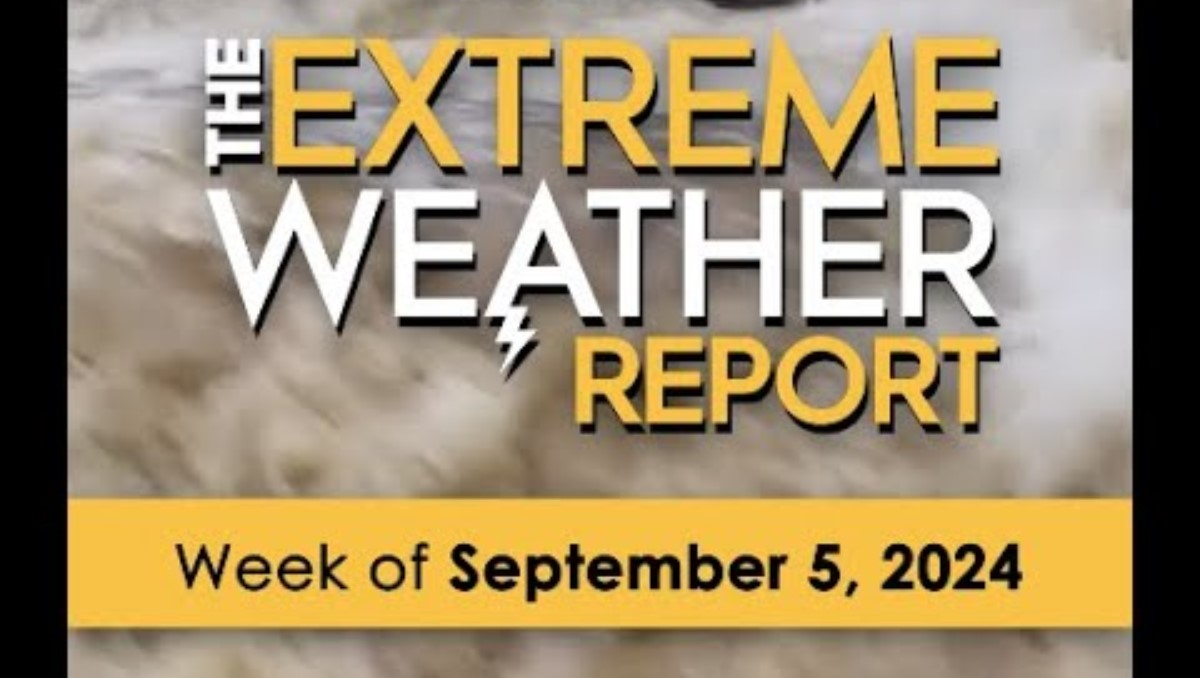 THE EXTREME
WEATHER
REPORT
Week of September 5, 2024